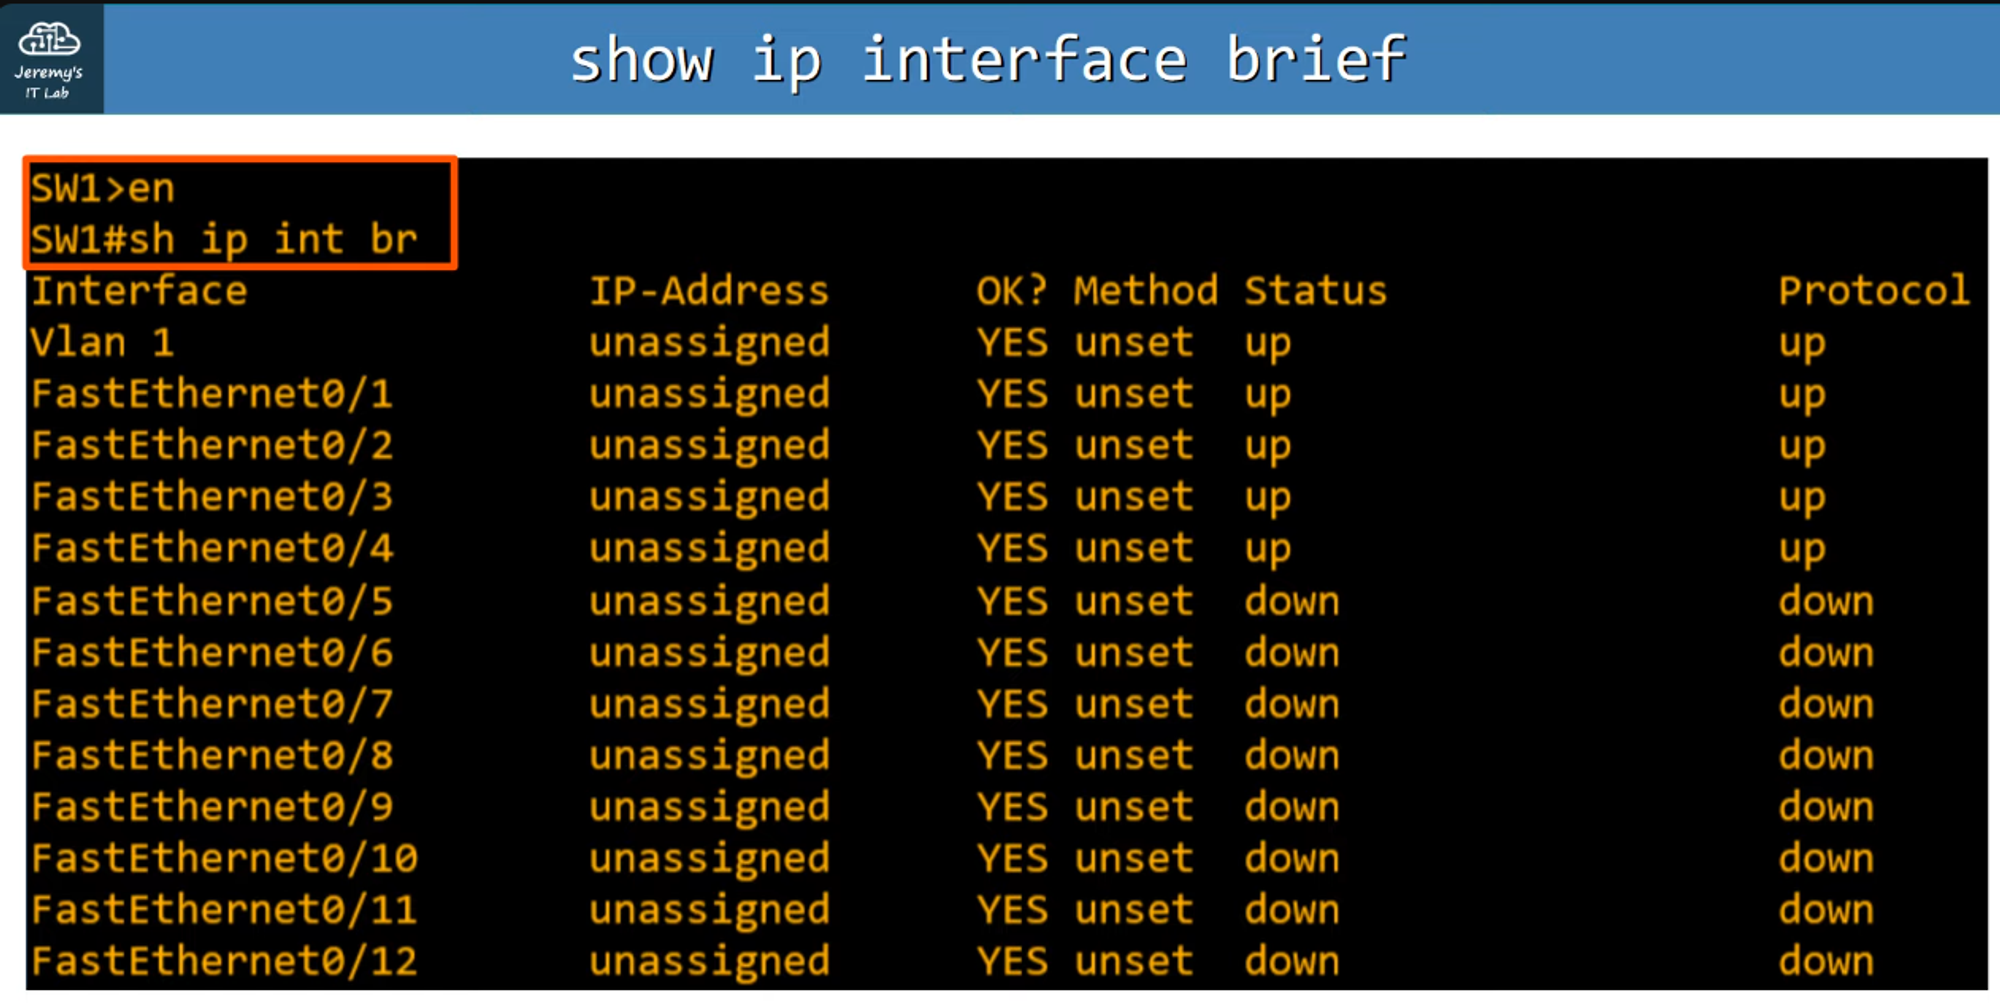 Jeremy's
IT Lab
show ip interface brief
SW1>en
SW1#sh ip int br
Interface IP-Address OK? Method Status Protocol
Vlan 1 unassigned YES unset up up
FastEthernet0/1 unassigned YES unset up up
FastEthernet0/2 unassigned YES unset up up
FastEthernet0/3 unassigned YES unset up up
FastEthernet0/4 unassigned YES unset up up
FastEthernet0/5 unassigned YES unset down down
FastEthernet0/6 unassigned YES unset down down
FastEthernet0/7 unassigned YES unset down down
FastEthernet0/8 unassigned YES unset down down
FastEthernet0/9 unassigned YES unset down down
FastEthernet0/10 unassigned YES unset down down
FastEthernet0/11 unassigned YES unset down down
FastEthernet0/12 unassigned YES unset down down